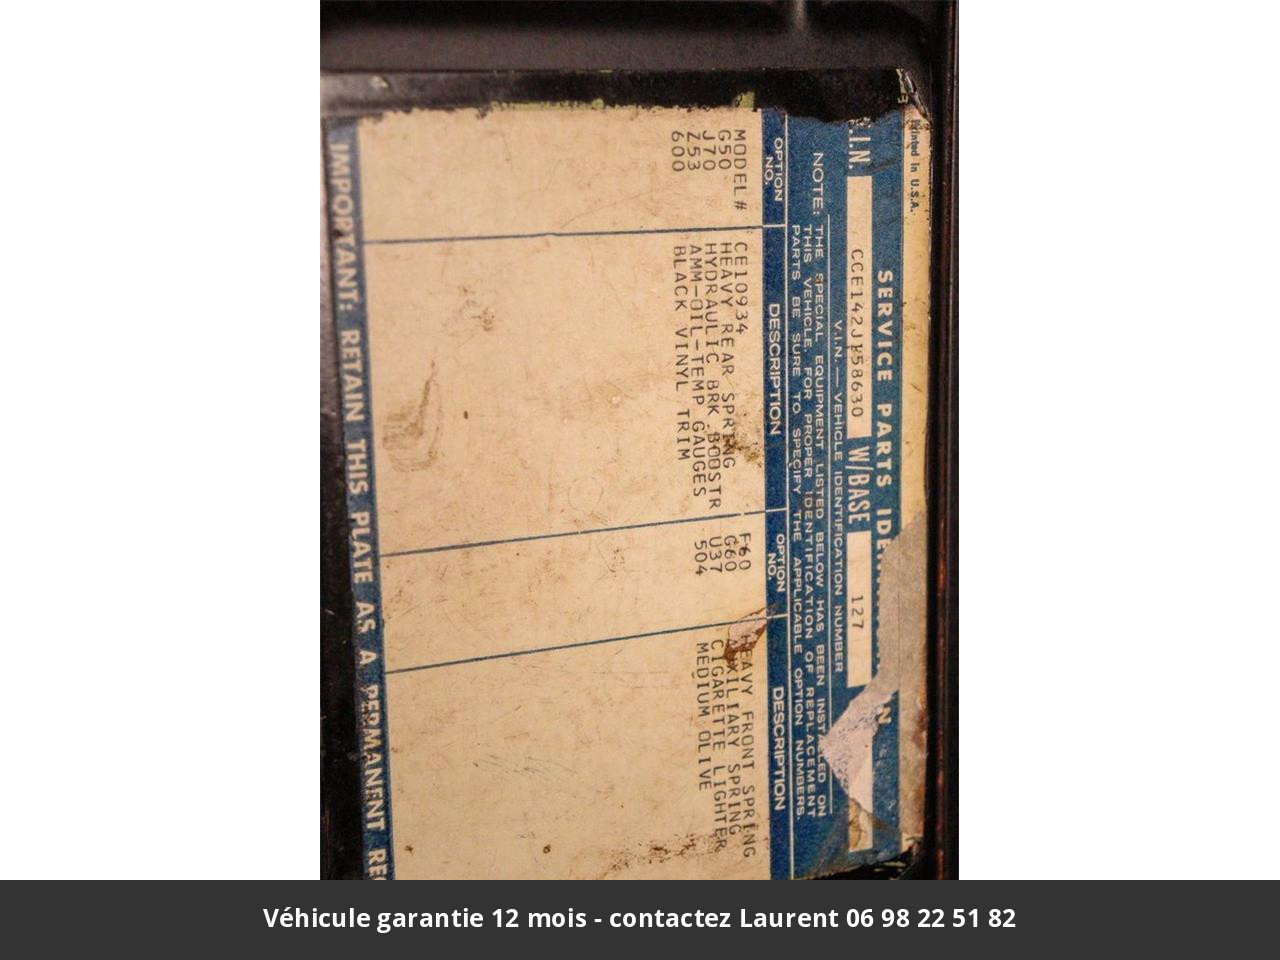 Printed in U.S.A.
SERVICE PARTS
V.I.N. CCE142J158630 W/BASE 127
V.I.N. — VEHICLE IDENTIFICATION NUMBER
NOTE: THE SPECIAL EQUIPMENT LISTED BELOW HAS BEEN INSTALLED ON
THIS VEHICLE, FOR PROPER IDENTIFICATION OF REPLACEMENT
PARTS BE SURE TO SPECIFY THE APPLICABLE OPTION NUMBERS.
OPTION NO. DESCRIPTION OPTION NO. DESCRIPTION
MODEL# CE10934 F60 HEAVY FRONT SPRING
G50 HEAVY REAR SPRING G60 AUXILIARY SPRING
J70 HYDRAULIC BRK.BOOSTR U37 CIGARETTE LIGHTER
Z53 AMM-OIL-TEMP GAUGES 504 MEDIUM OLIVE
600 BLACK VINYL TRIM
IMPORTANT: RETAIN THIS PLATE AS A PERMANENT REC
Véhicule garantie 12 mois - contactez Laurent 06 98 22 51 82